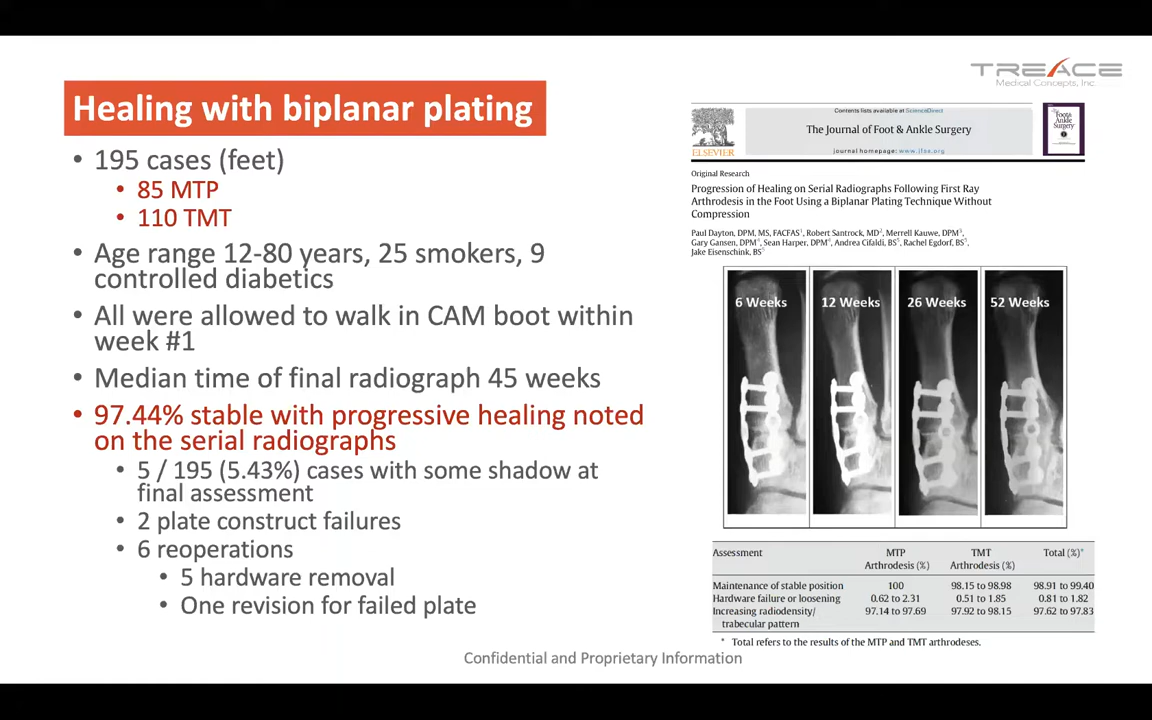 TREACE
Medical Concepts, Inc.
Healing with biplanar plating
• 195 cases (feet)
• 85 MTP
• 110 TMT
• Age range 12-80 years, 25 smokers, 9
controlled diabetics
• All were allowed to walk in CAM boot within
week #1
• Median time of final radiograph 45 weeks
• 97.44% stable with progressive healing noted
on the serial radiographs
• 5 / 195 (5.43%) cases with some shadow at
final assessment
• 2 plate construct failures
• 6 reoperations
• 5 hardware removal
• One revision for failed plate
Contents lists available at ScienceDirect
The Journal of Foot & Ankle Surgery
journal homepage: www.jfas.org
ELSEVIER
Foot&
Ankle
Surgery
Original Research
Progression of Healing on Serial Radiographs Following First Ray
Arthrodesis in the Foot Using a Biplanar Plating Technique Without
Compression
Paul Dayton, DPM, MS, FACFAS1, Robert Santrock, MD2, Merrell Kauwe, DPM3,
Gary Gansen, DPM4, Sean Harper, DPM4, Andrea Cifaldi, BS5, Rachel Egdorf, BS5,
Jake Eisenschink, BS5
6 Weeks 12 Weeks 26 Weeks 52 Weeks
Assessment MTP TMT Total (%)*
Arthrodesis (%) Arthrodesis (%)
Maintenance of stable position 100 98.15 to 98.98 98.91 to 99.40
Hardware failure or loosening 0.62 to 2.31 0.51 to 1.85 0.81 to 1.82
Increasing radiodensity/ 97.14 to 97.69 97.92 to 98.15 97.62 to 97.83
trabecular pattern
* Total refers to the results of the MTP and TMT arthrodeses.
Confidential and Proprietary Information